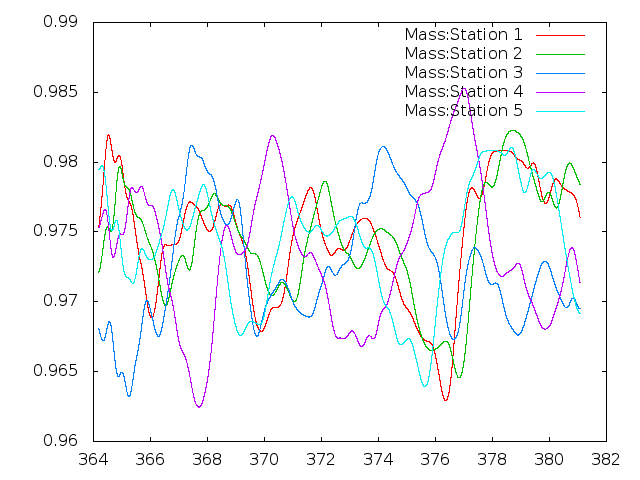 0.99
0.985
0.98
0.975
0.97
0.965
0.96
364 366 368 370 372 374 376 378 380 382
Mass:Station 1
Mass:Station 2
Mass:Station 3
Mass:Station 4
Mass:Station 5